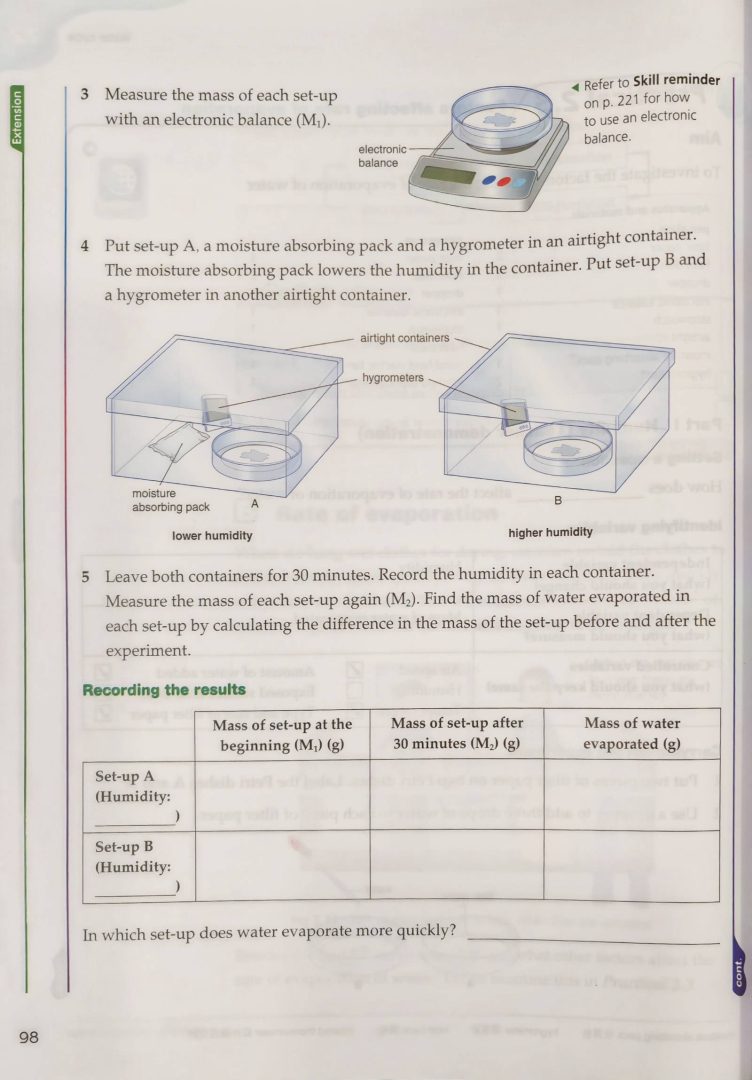 Extension
3 Measure the mass of each set-up
with an electronic balance (M₁).
◄ Refer to Skill reminder
on p. 221 for how
to use an electronic
balance.
electronic
balance
4 Put set-up A, a moisture absorbing pack and a hygrometer in an airtight container.
The moisture absorbing pack lowers the humidity in the container. Put set-up B and
a hygrometer in another airtight container.
airtight containers
hygrometers
moisture
absorbing pack
A
B
lower humidity
higher humidity
5 Leave both containers for 30 minutes. Record the humidity in each container.
Measure the mass of each set-up again (M₂). Find the mass of water evaporated in
each set-up by calculating the difference in the mass of the set-up before and after the
experiment.
Recording the results
Mass of set-up at the
beginning (M₁) (g)
Mass of set-up after
30 minutes (M₂) (g)
Mass of water
evaporated (g)
Set-up A
(Humidity:
__________)
Set-up B
(Humidity:
__________)
In which set-up does water evaporate more quickly? ______________________________
cont.
98